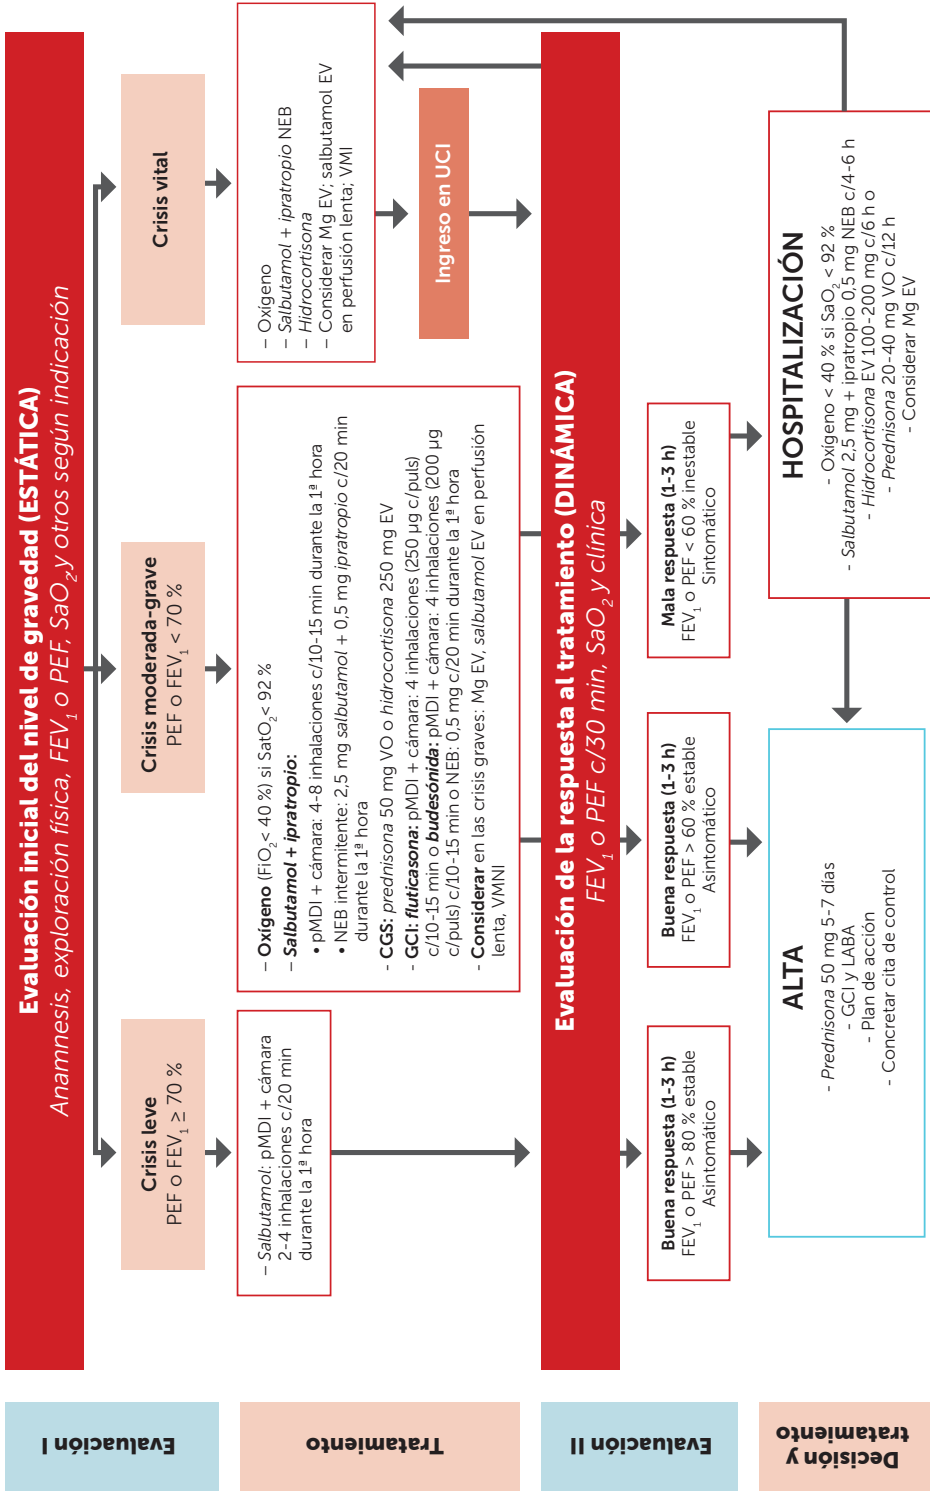 Evaluación I
Evaluación inicial del nivel de gravedad (ESTÁTICA)
Anamnesis, exploración física, FEV₁ o PEF, SaO₂ y otros según indicación
Crisis leve
PEF o FEV₁ ≥ 70 %
Crisis moderada-grave
PEF o FEV₁ < 70 %
Crisis vital
Tratamiento
– Salbutamol: pMDI + cámara
2-4 inhalaciones c/20 min
durante la 1ª hora
– Oxígeno (FiO₂ < 40 %) si SatO₂ < 92 %
– Salbutamol + ipratropio:
• pMDI + cámara: 4-8 inhalaciones c/10-15 min durante la 1ª hora
• NEB intermitente: 2,5 mg salbutamol + 0,5 mg ipratropio c/20 min
durante la 1ª hora
- CGS: prednisona 50 mg VO o hidrocortisona 250 mg EV
- GCI: fluticasona: pMDI + cámara: 4 inhalaciones (250 µg c/puls)
c/10-15 min o budesónida: pMDI + cámara: 4 inhalaciones (200 µg
c/puls) c/10-15 min o NEB: 0,5 mg c/20 min durante la 1ª hora
- Considerar en las crisis graves: Mg EV, salbutamol EV en perfusión
lenta, VMNI
– Oxígeno
– Salbutamol + ipratropio NEB
– Hidrocortisona
– Considerar Mg EV; salbutamol EV
en perfusión lenta; VMI
Ingreso en UCI
Evaluación II
Evaluación de la respuesta al tratamiento (DINÁMICA)
FEV₁ o PEF c/30 min, SaO₂ y clínica
Buena respuesta (1-3 h)
FEV₁ o PEF > 80 % estable
Asintomático
Buena respuesta (1-3 h)
FEV₁ o PEF > 60 % estable
Asintomático
Mala respuesta (1-3 h)
FEV₁ o PEF < 60 % inestable
Sintomático
Decisión y
tratamiento
ALTA
- Prednisona 50 mg 5-7 días
- GCI y LABA
- Plan de acción
- Concretar cita de control
HOSPITALIZACIÓN
- Oxígeno < 40 % si SaO₂ < 92 %
- Salbutamol 2,5 mg + ipratropio 0,5 mg NEB c/4-6 h
- Hidrocortisona EV 100-200 mg c/6 h o
- Prednisona 20-40 mg VO c/12 h
- Considerar Mg EV